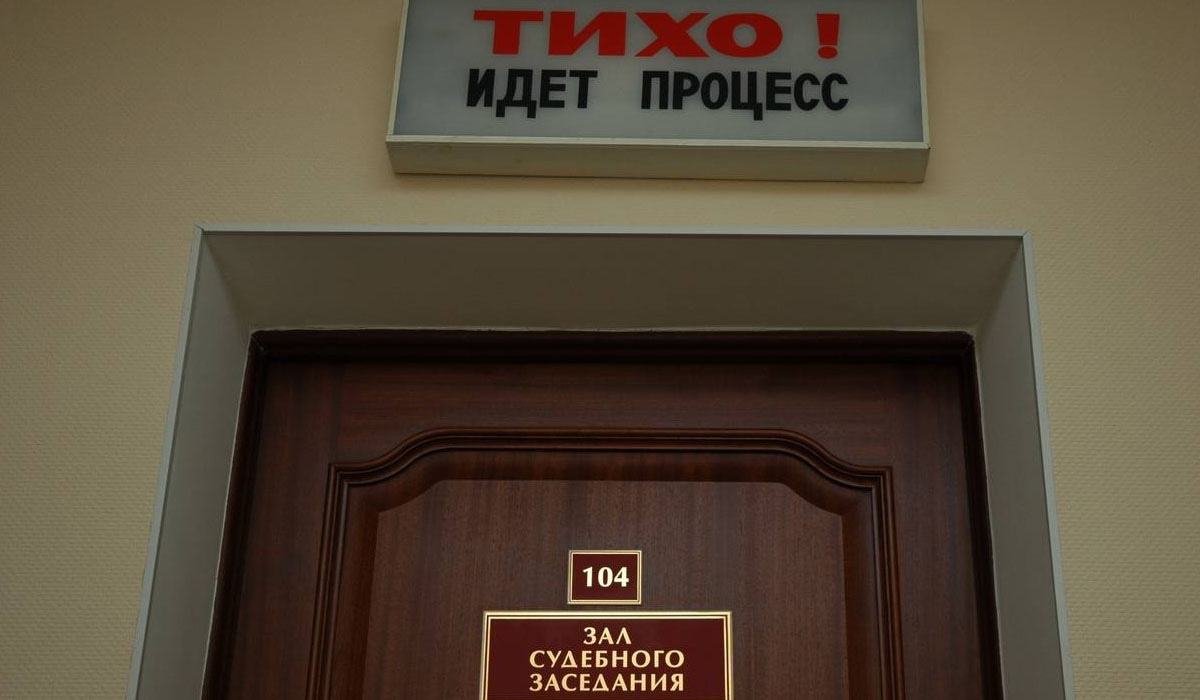 ТИХО!
ИДЕТ ПРОЦЕСС
104
ЗАЛ
СУДЕБНОГО
ЗАСЕДАНИЯ